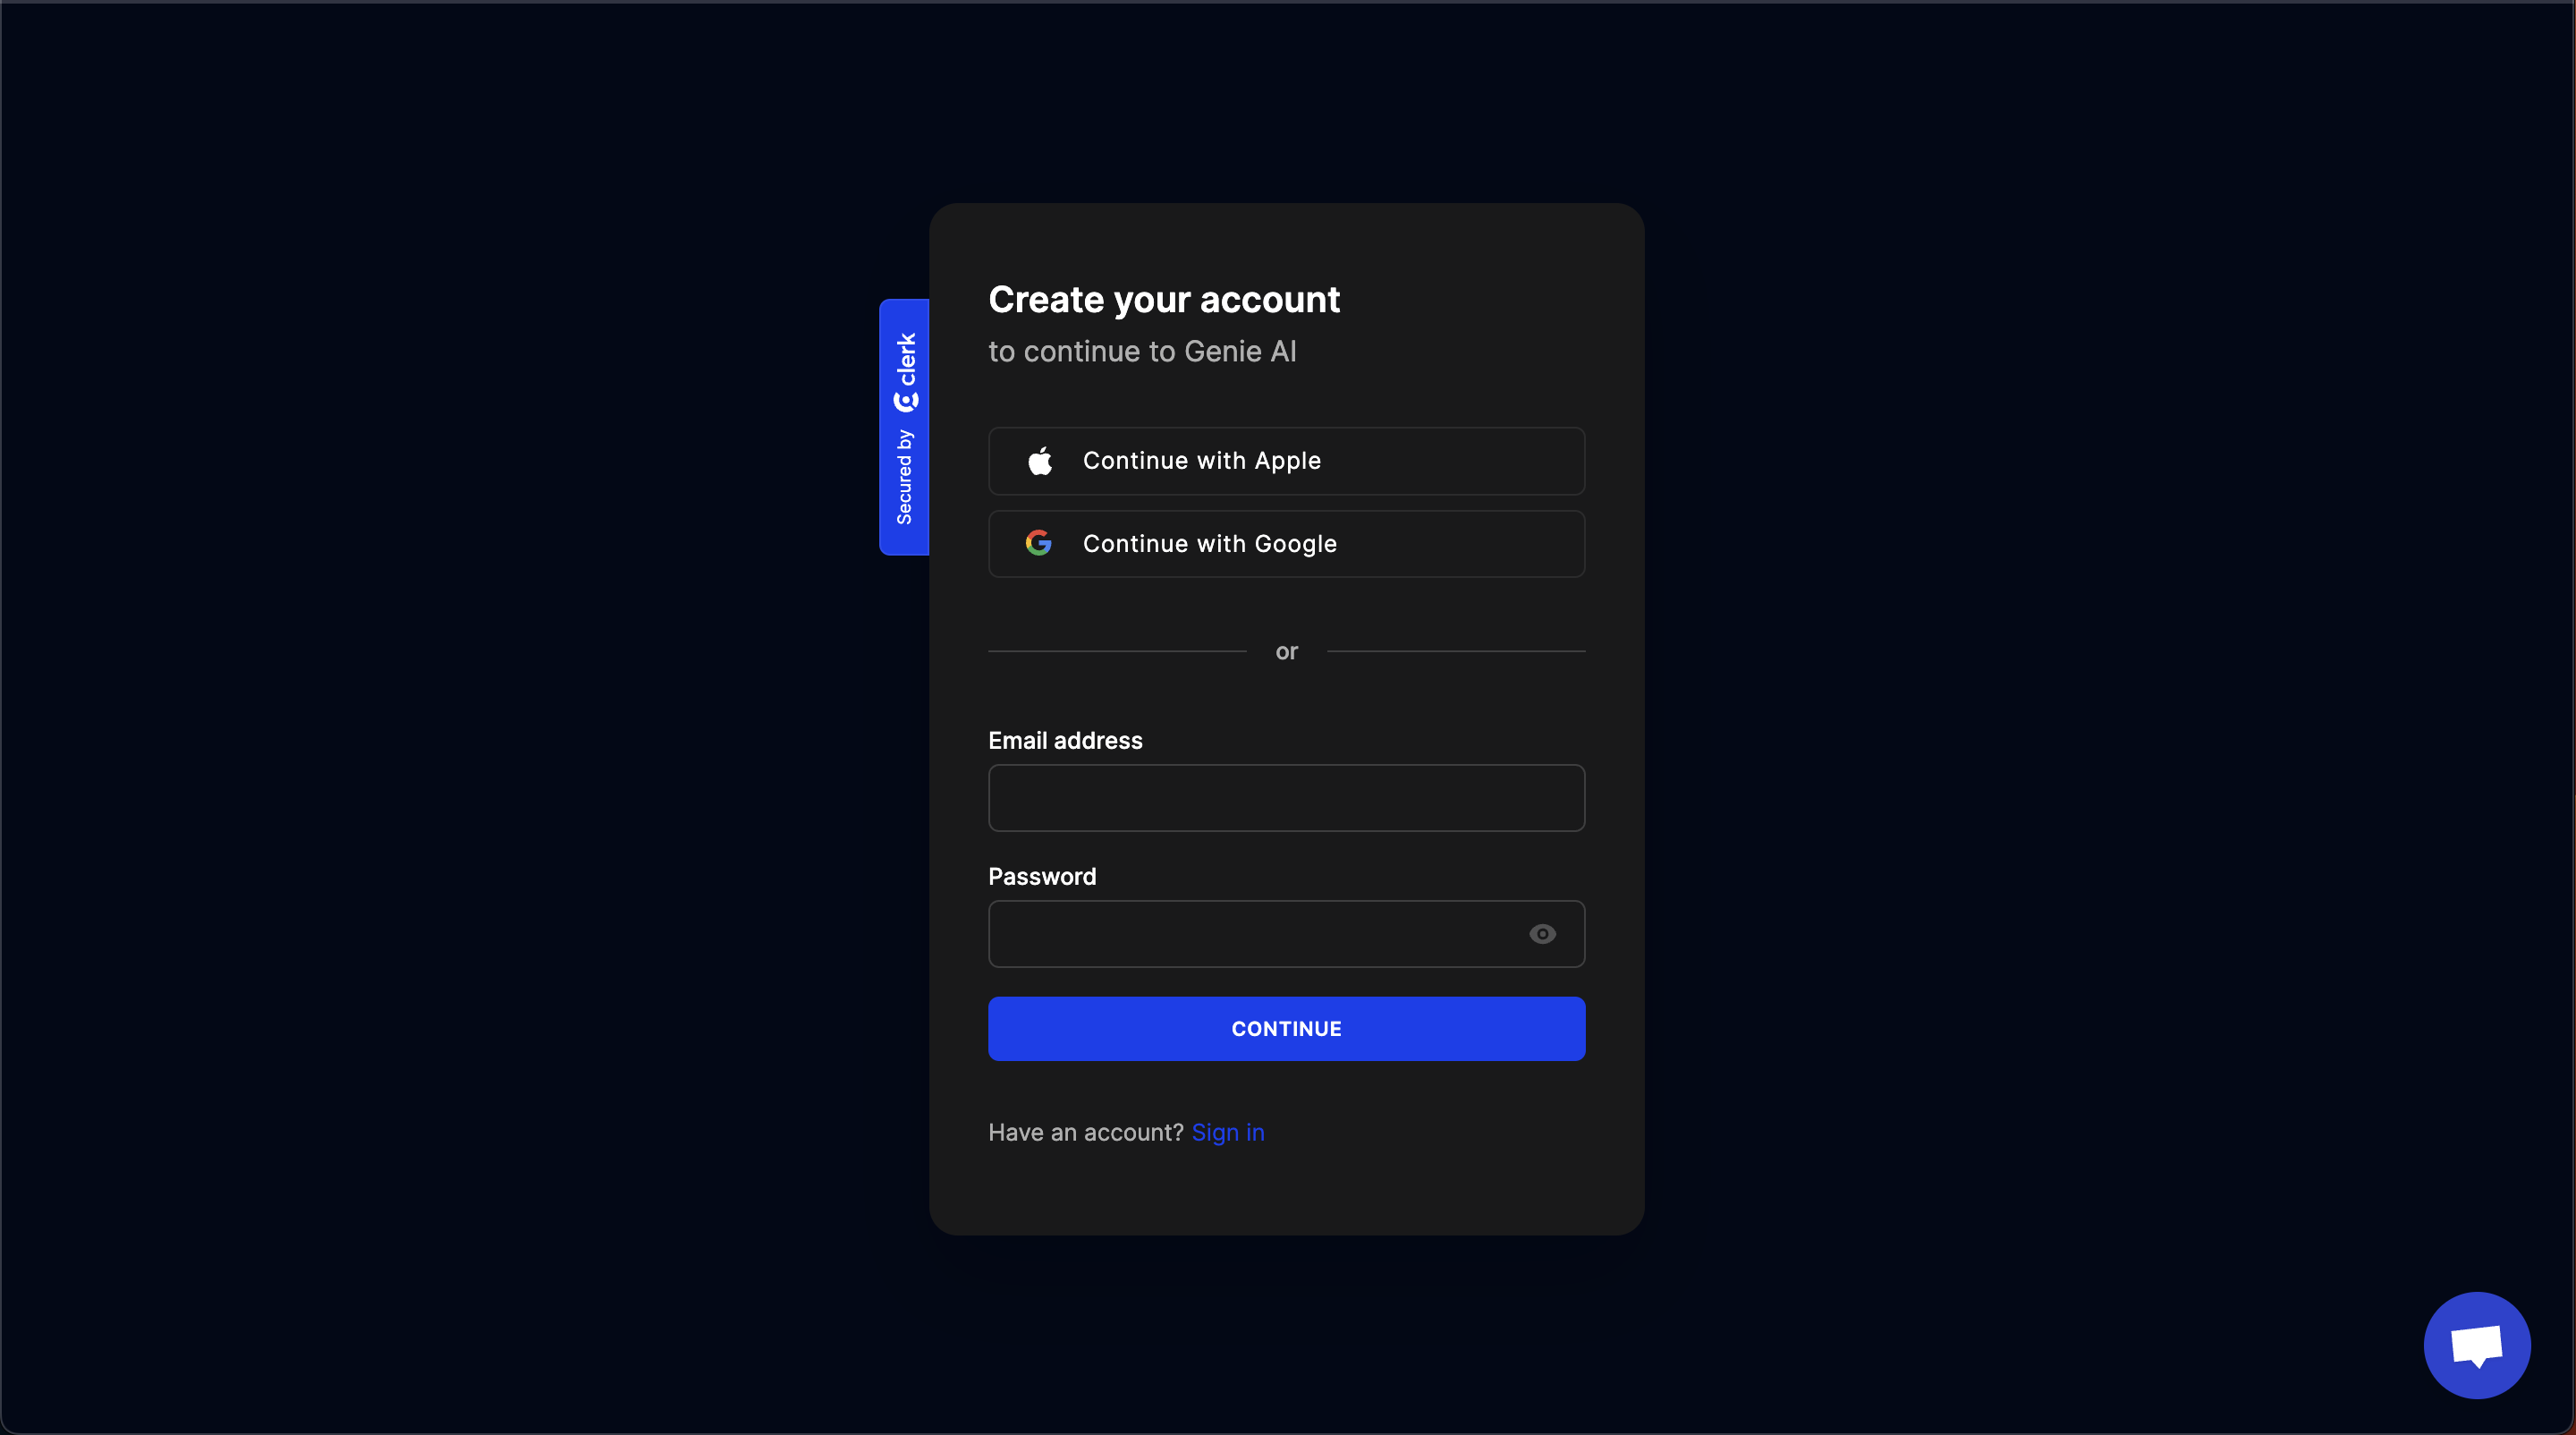 Create your account
to continue to Genie AI
Secured by clerk
Continue with Apple
Continue with Google
or
Email address
Password
CONTINUE
Have an account? Sign in